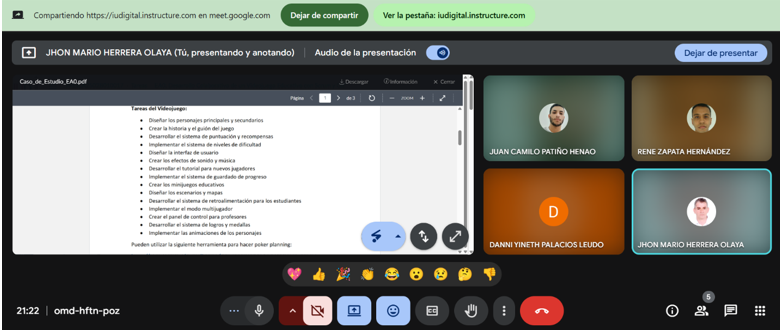 Compartiendo https://iudigital.instructure.com en meet.google.com
Dejar de compartir
Ver la pestaña: iudigital.instructure.com
JHON MARIO HERRERA OLAYA (Tú, presentando y anotando)
Audio de la presentación
Dejar de presentar
Caso_de_Estudio_EA0.pdf
Descargar
Información
Cerrar
Página
1
de 3
ZOOM
Tareas del Videojuego:
Diseñar los personajes principales y secundarios
Crear la historia y el guión del juego
Desarrollar el sistema de puntuación y recompensas
Implementar el sistema de niveles de dificultad
Diseñar la interfaz de usuario
Crear los efectos de sonido y música
Desarrollar el tutorial para nuevos jugadores
Implementar el sistema de guardado de progreso
Crear los minijuegos educativos
Diseñar los escenarios y mapas
Desarrollar el sistema de retroalimentación para los estudiantes
Implementar el modo multijugador
Crear el panel de control para profesores
Desarrollar el sistema de logros y medallas
Implementar las animaciones de los personajes
Pueden utilizar la siguiente herramienta para hacer poker planning:
JUAN CAMILO PATIÑO HENAO
RENE ZAPATA HERNÁNDEZ
D
DANNI YINETH PALACIOS LEUDO
JHON MARIO HERRERA OLAYA
21:22
omd-hftn-poz
5